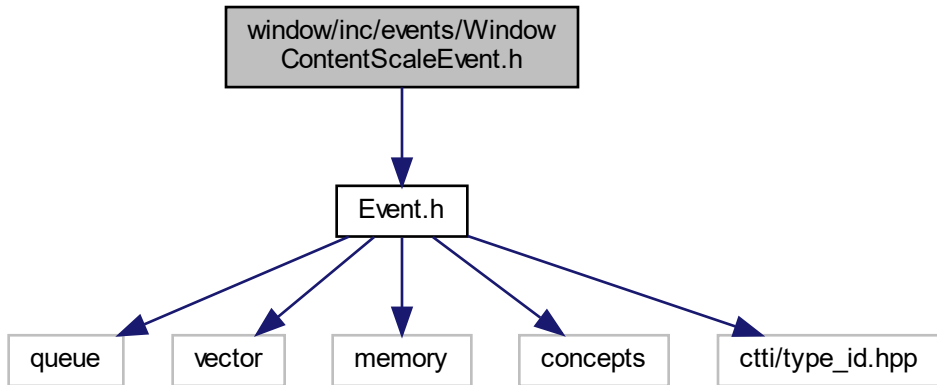 window/inc/events/Window
ContentScaleEvent.h
Event.h
queue
vector
memory
concepts
ctti/type_id.hpp